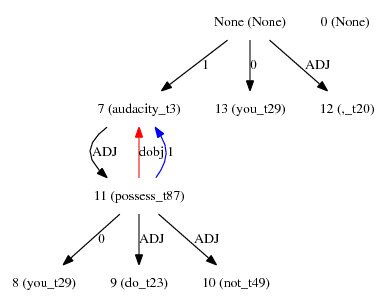 None (None) 0 (None)
1 0 ADJ
7 (audacity_t3) 13 (you_t29) 12 (,_t20)
ADJ dobj 1
11 (possess_t87)
0 ADJ ADJ
8 (you_t29) 9 (do_t23) 10 (not_t49)